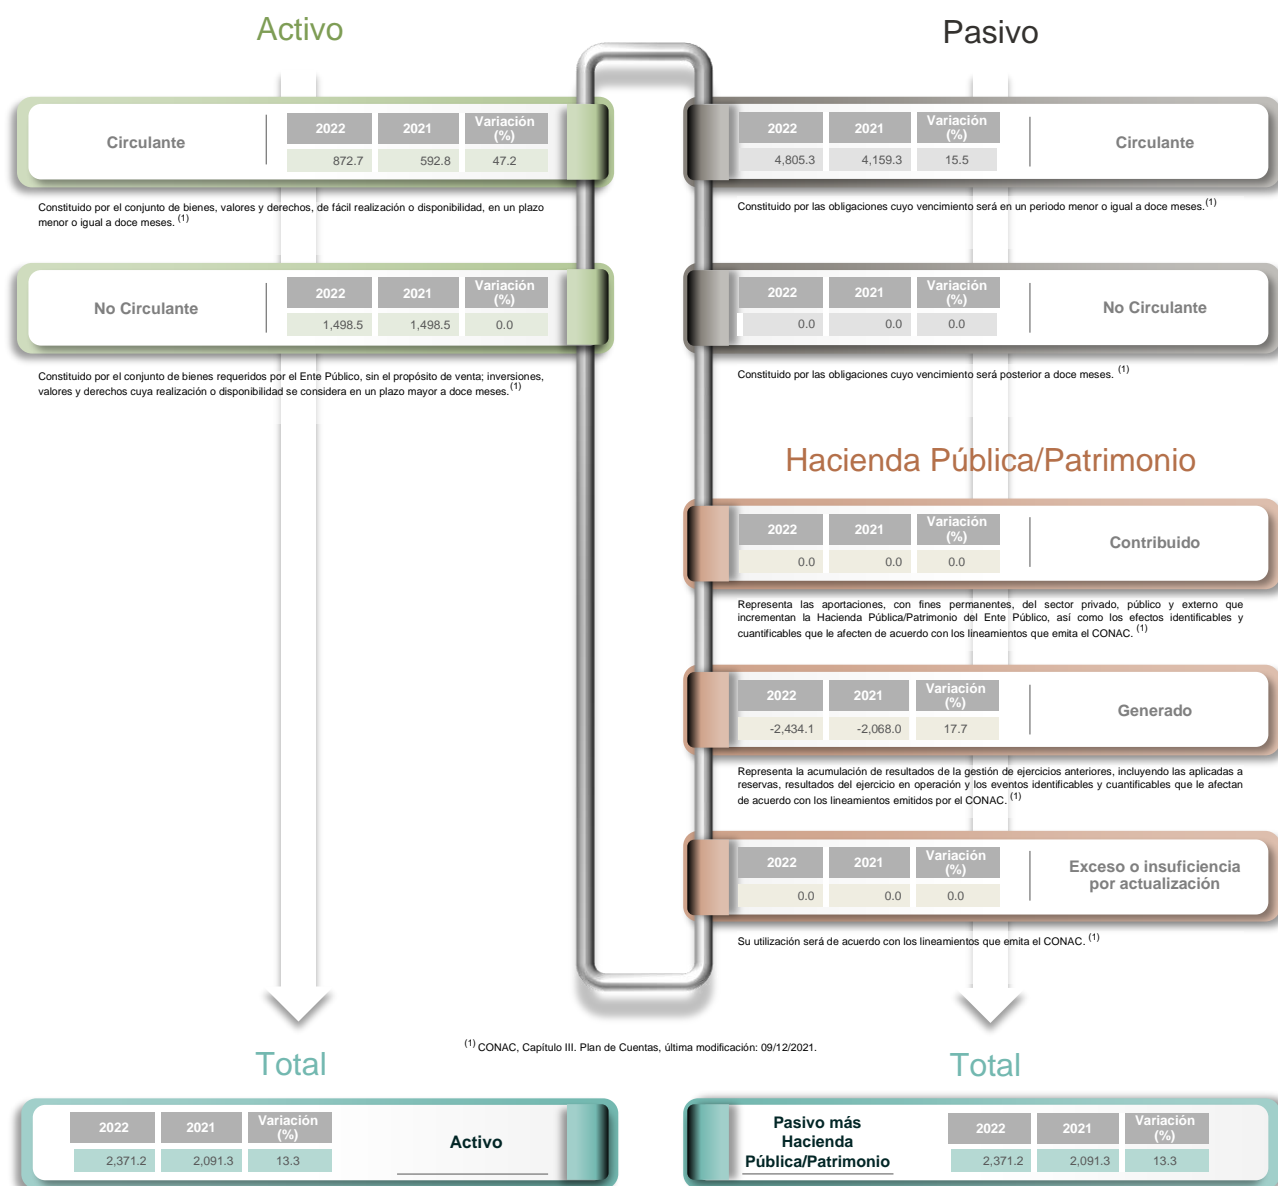 Activo
Circulante
2022 2021 Variación (%)
872.7 592.8 47.2
Constituido por el conjunto de bienes, valores y derechos, de fácil realización o disponibilidad, en un plazo
menor o igual a doce meses. (1)
No Circulante
2022 2021 Variación (%)
1,498.5 1,498.5 0.0
Constituido por el conjunto de bienes requeridos por el Ente Público, sin el propósito de venta; inversiones,
valores y derechos cuya realización o disponibilidad se considera en un plazo mayor a doce meses. (1)
Pasivo
2022 2021 Variación (%)
4,805.3 4,159.3 15.5
Circulante
Constituido por las obligaciones cuyo vencimiento será en un periodo menor o igual a doce meses. (1)
2022 2021 Variación (%)
0.0 0.0 0.0
No Circulante
Constituido por las obligaciones cuyo vencimiento será posterior a doce meses. (1)
Hacienda Pública/Patrimonio
2022 2021 Variación (%)
0.0 0.0 0.0
Contribuido
Representa las aportaciones, con fines permanentes, del sector privado, público y externo que
incrementan la Hacienda Pública/Patrimonio del Ente Público, así como los efectos identificables y
cuantificables que le afecten de acuerdo con los lineamientos que emita el CONAC. (1)
2022 2021 Variación (%)
-2,434.1 -2,068.0 17.7
Generado
Representa la acumulación de resultados de la gestión de ejercicios anteriores, incluyendo las aplicadas a
reservas, resultados del ejercicio en operación y los eventos identificables y cuantificables que le afectan
de acuerdo con los lineamientos emitidos por el CONAC. (1)
2022 2021 Variación (%)
0.0 0.0 0.0
Exceso o insuficiencia
por actualización
Su utilización será de acuerdo con los lineamientos que emita el CONAC. (1)
(1) CONAC, Capítulo III. Plan de Cuentas, última modificación: 09/12/2021.
Total
2022 2021 Variación (%)
2,371.2 2,091.3 13.3
Activo
Total
Pasivo más
Hacienda
Pública/Patrimonio
2022 2021 Variación (%)
2,371.2 2,091.3 13.3